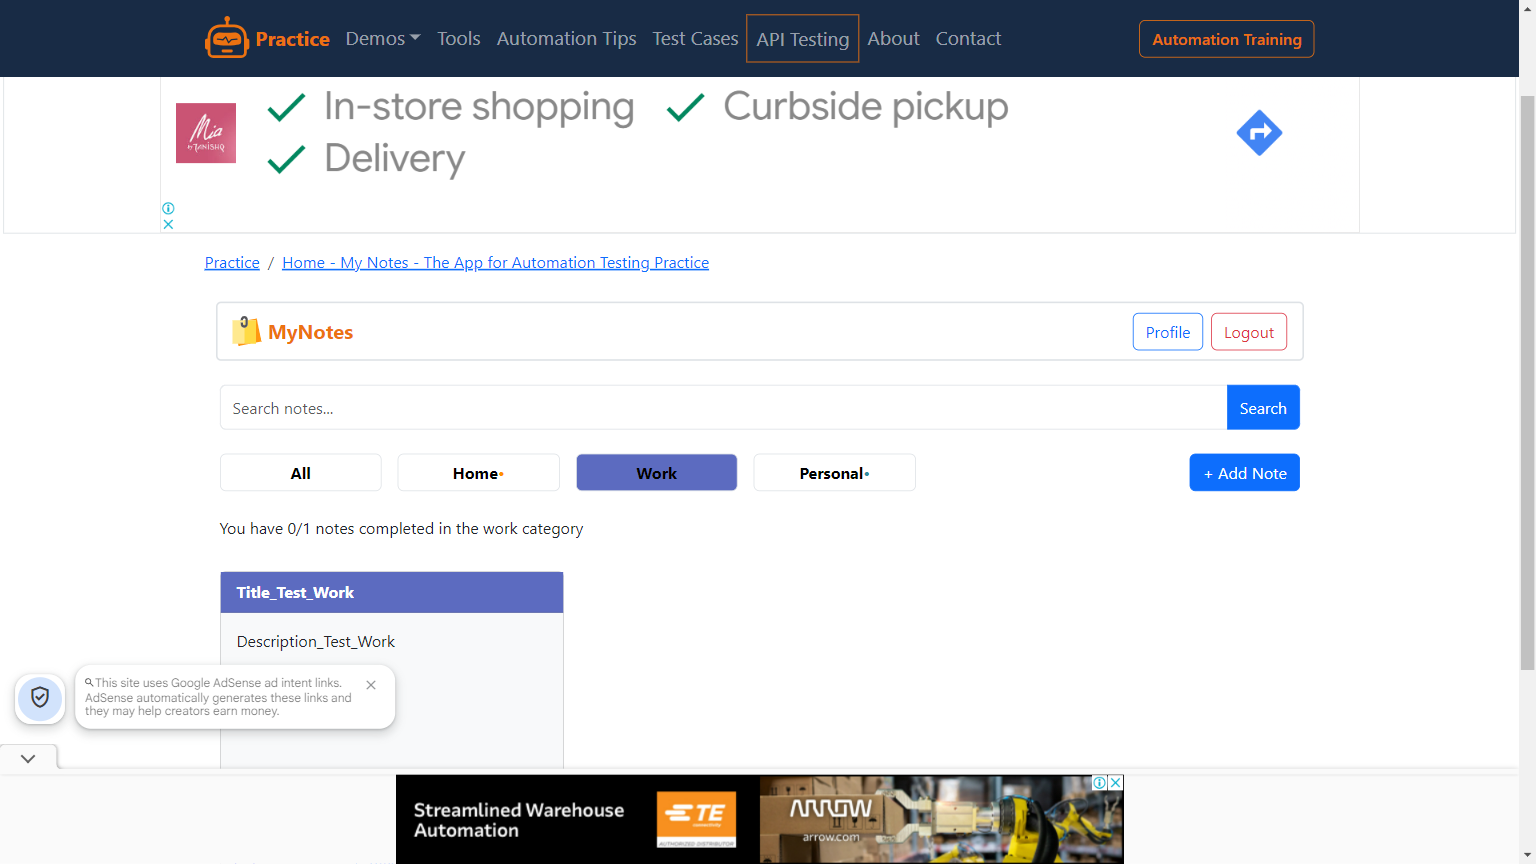 Practice Demos Tools Automation Tips Test Cases API Testing About Contact Automation Training
Mia
by TANISHQ
In-store shopping Curbside pickup
Delivery
Practice / Home - My Notes - The App for Automation Testing Practice
MyNotes Profile Logout
Search notes... Search
All Home• Work Personal• + Add Note
You have 0/1 notes completed in the work category
Title_Test_Work
Description_Test_Work
This site uses Google AdSense ad intent links.
AdSense automatically generates these links and
they may help creators earn money.
Streamlined Warehouse
Automation
TE
connectivity
AUTHORIZED DISTRIBUTOR
ARROW
arrow.com